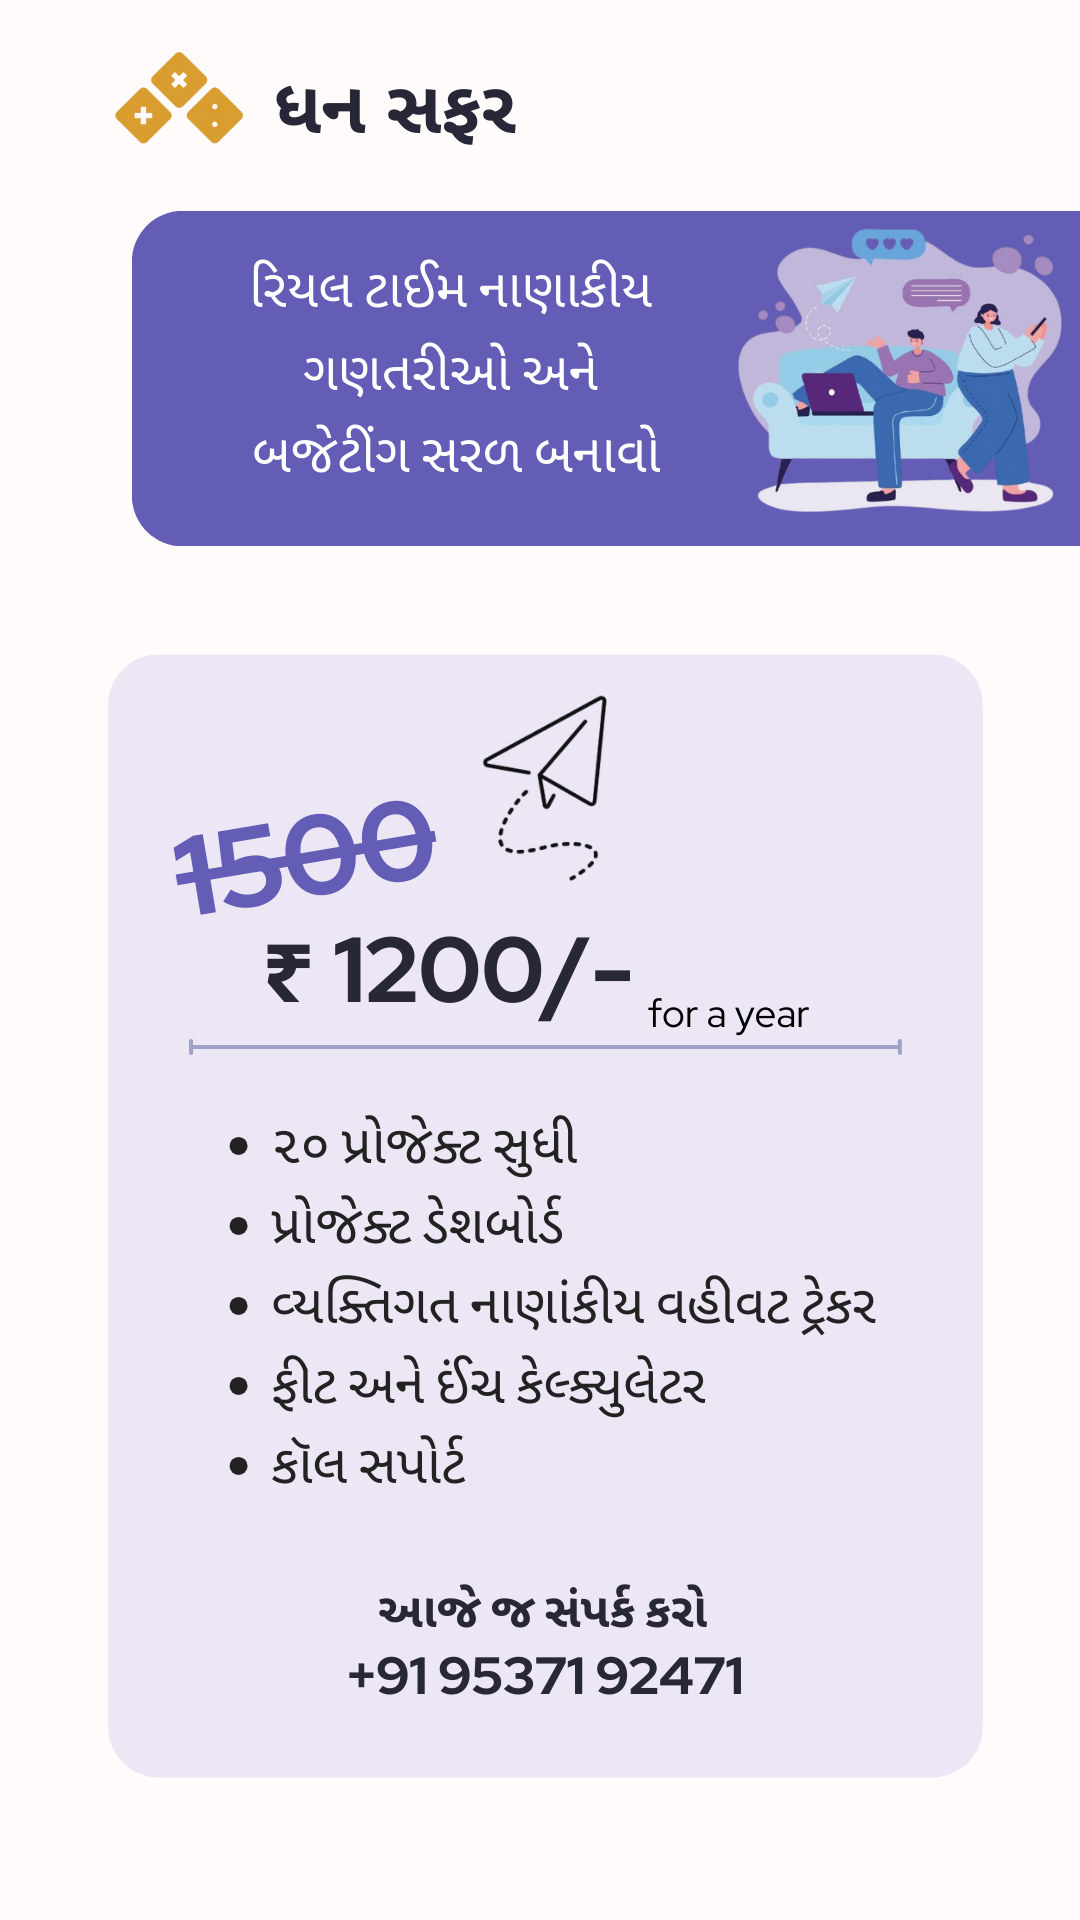 ધન સફર
રિયલ ટાઈમ નાણાકીય
ગણતરીઓ અને
બજેટીંગ સરળ બનાવો
1500
₹ 1200/-
for a year
• ૨૦ પ્રોજેક્ટ સુધી
• પ્રોજેક્ટ ડેશબોર્ડ
• વ્યક્તિગત નાણાંકીય વહીવટ ટ્રેકર
• ફીટ અને ઈંચ કેલ્ક્યુલેટર
• કૉલ સપોર્ટ
આજે જ સંપર્ક કરો
+91 95371 92471